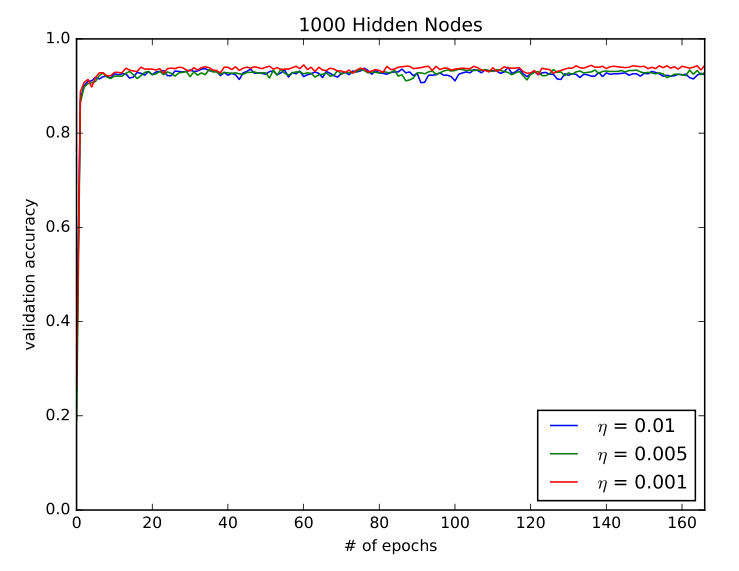 1000 Hidden Nodes
1.0
0.8
0.6
0.4
0.2
0.0
validation accuracy
0 20 40 60 80 100 120 140 160
# of epochs
η = 0.01
η = 0.005
η = 0.001